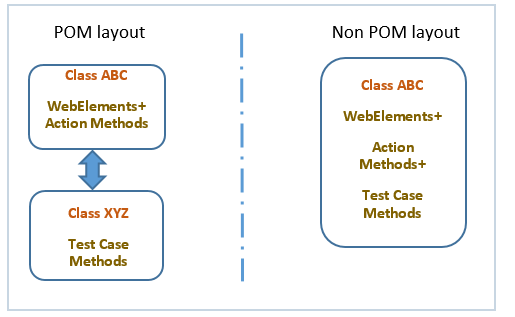 POM layout
Class ABC
WebElements+
Action Methods
Class XYZ
Test Case
Methods
Non POM layout
Class ABC
WebElements+
Action
Methods+
Test Case
Methods